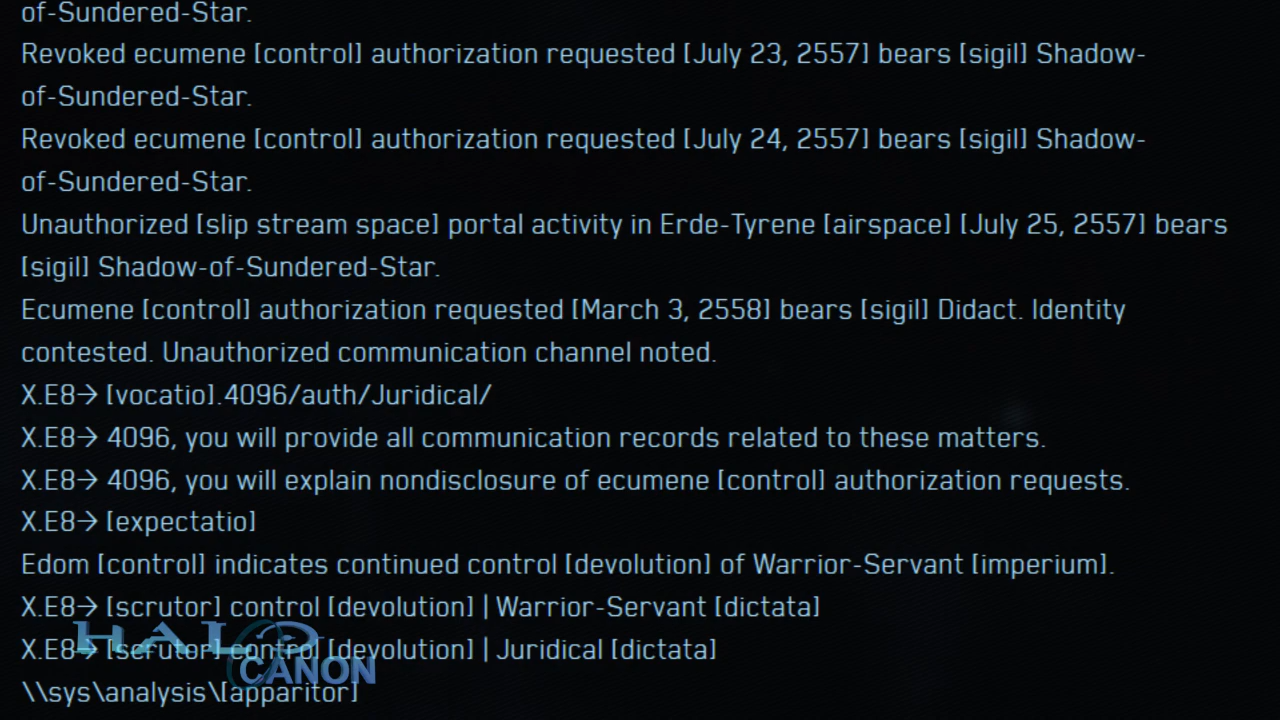 of-Sundered-Star.
Revoked ecumene [control] authorization requested [July 23, 2557] bears [sigil] Shadow-
of-Sundered-Star.
Revoked ecumene [control] authorization requested [July 24, 2557] bears [sigil] Shadow-
of-Sundered-Star.
Unauthorized [slip stream space] portal activity in Erde-Tyrene [airspace] [July 25, 2557] bears
[sigil] Shadow-of-Sundered-Star.
Ecumene [control] authorization requested [March 3, 2558] bears [sigil] Didact. Identity
contested. Unauthorized communication channel noted.
X.E8→ [vocatio].4096/auth/Juridical/
X.E8→ 4096, you will provide all communication records related to these matters.
X.E8→ 4096, you will explain nondisclosure of ecumene [control] authorization requests.
X.E8→ [expectatio]
Edom [control] indicates continued control [devolution] of Warrior-Servant [imperium].
X.E8→ [scrutor] control [devolution] | Warrior-Servant [dictata]
X.E8→ [scrutor] control [devolution] | Juridical [dictata]
\\sys\analysis\[apparitor]
HALO
CANON